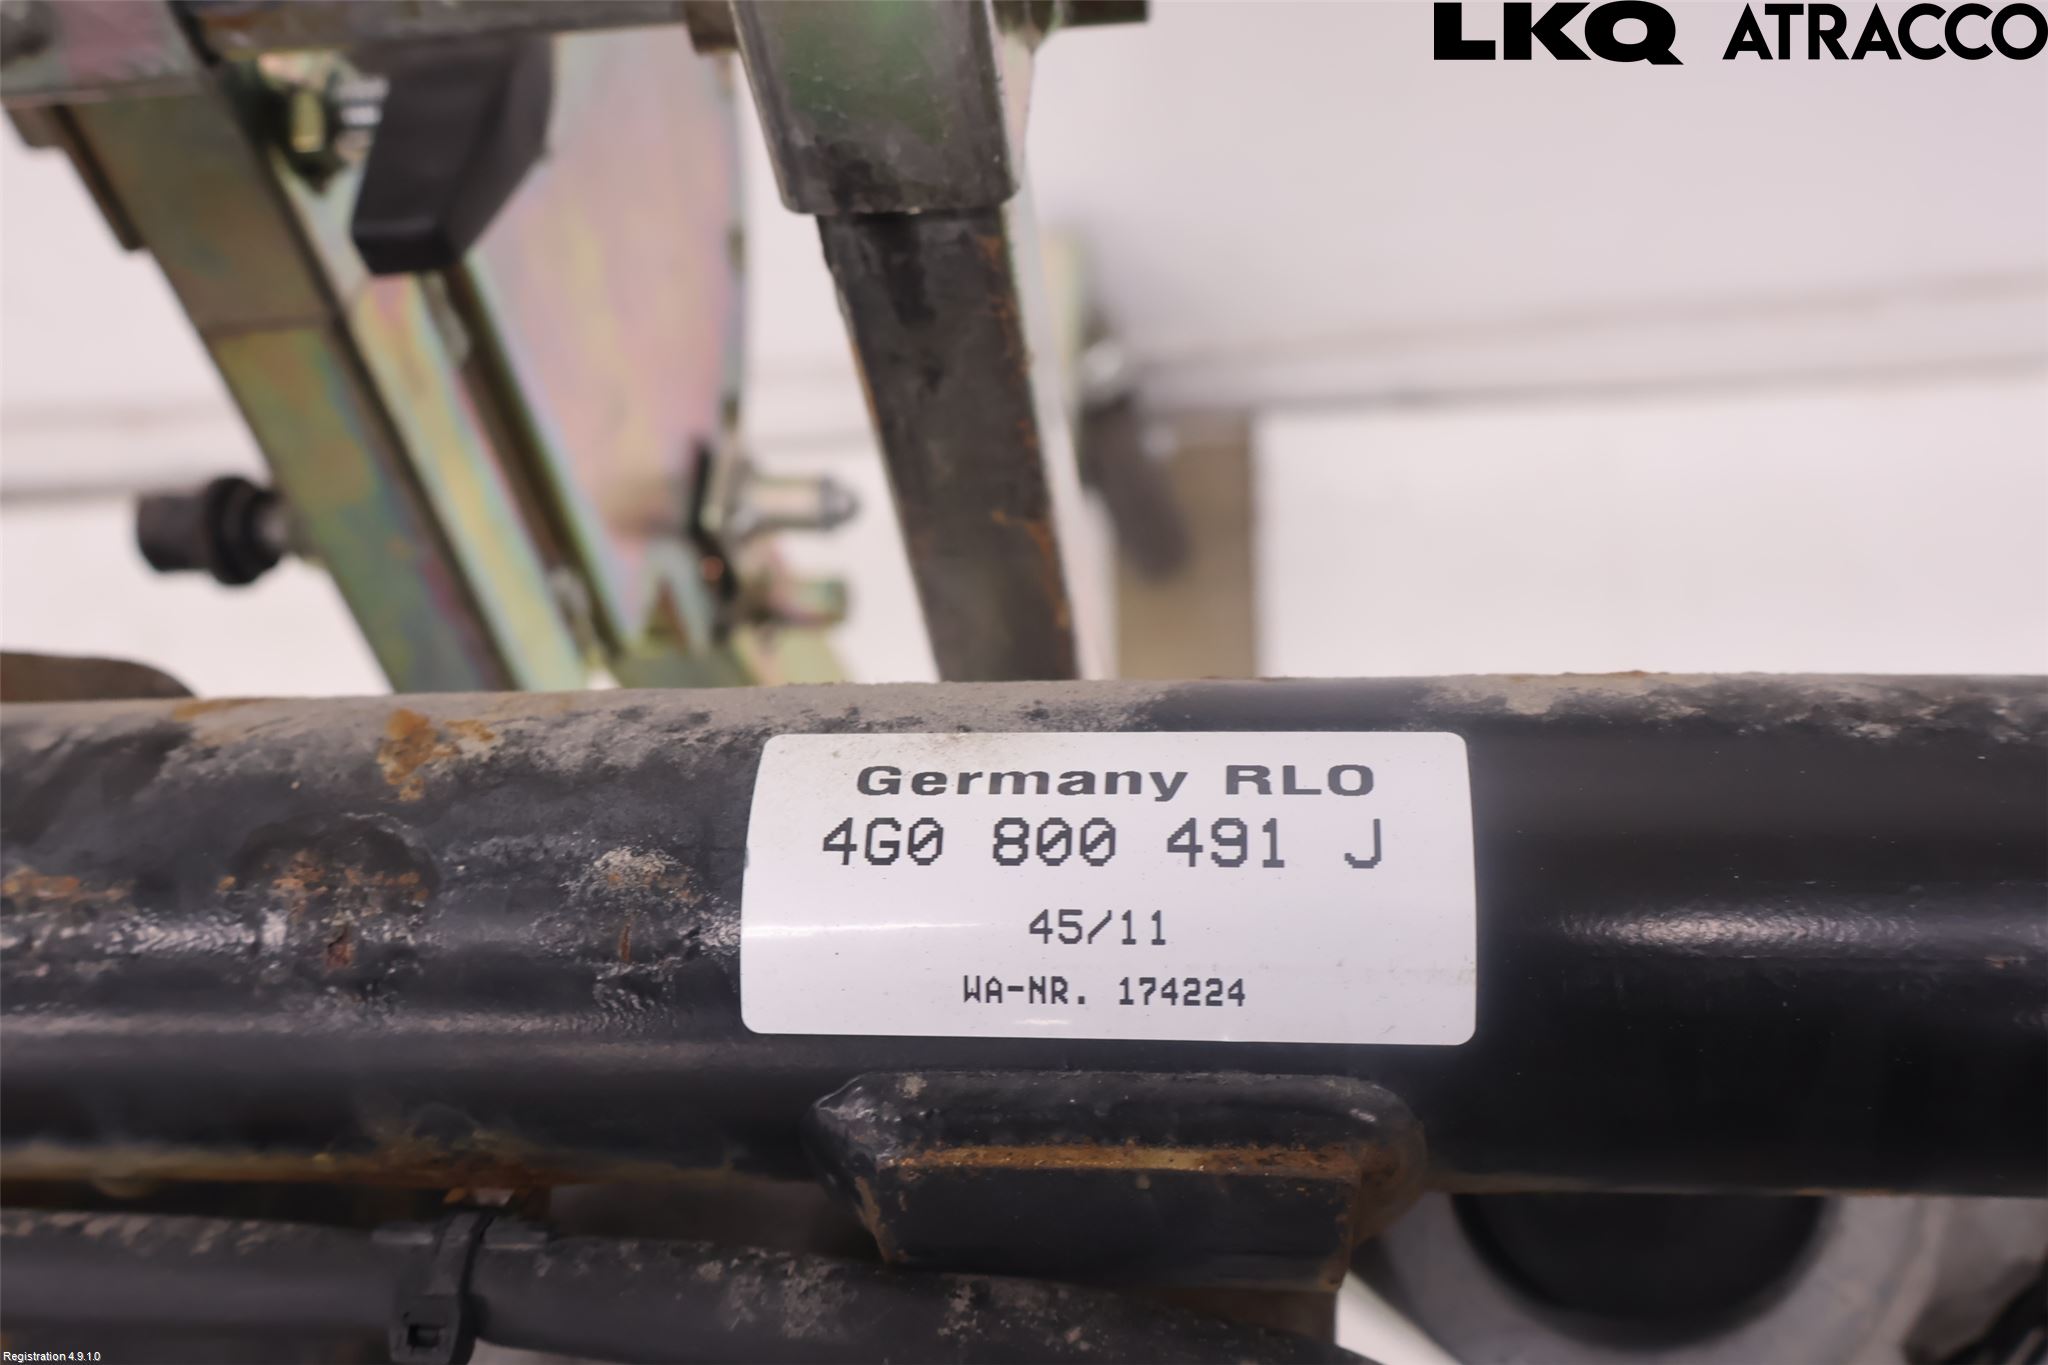 LKQ ATRACCO
Germany RLO
4G0 800 491 J
45/11
WA-NR. 174224
Registration 4.9.1.0